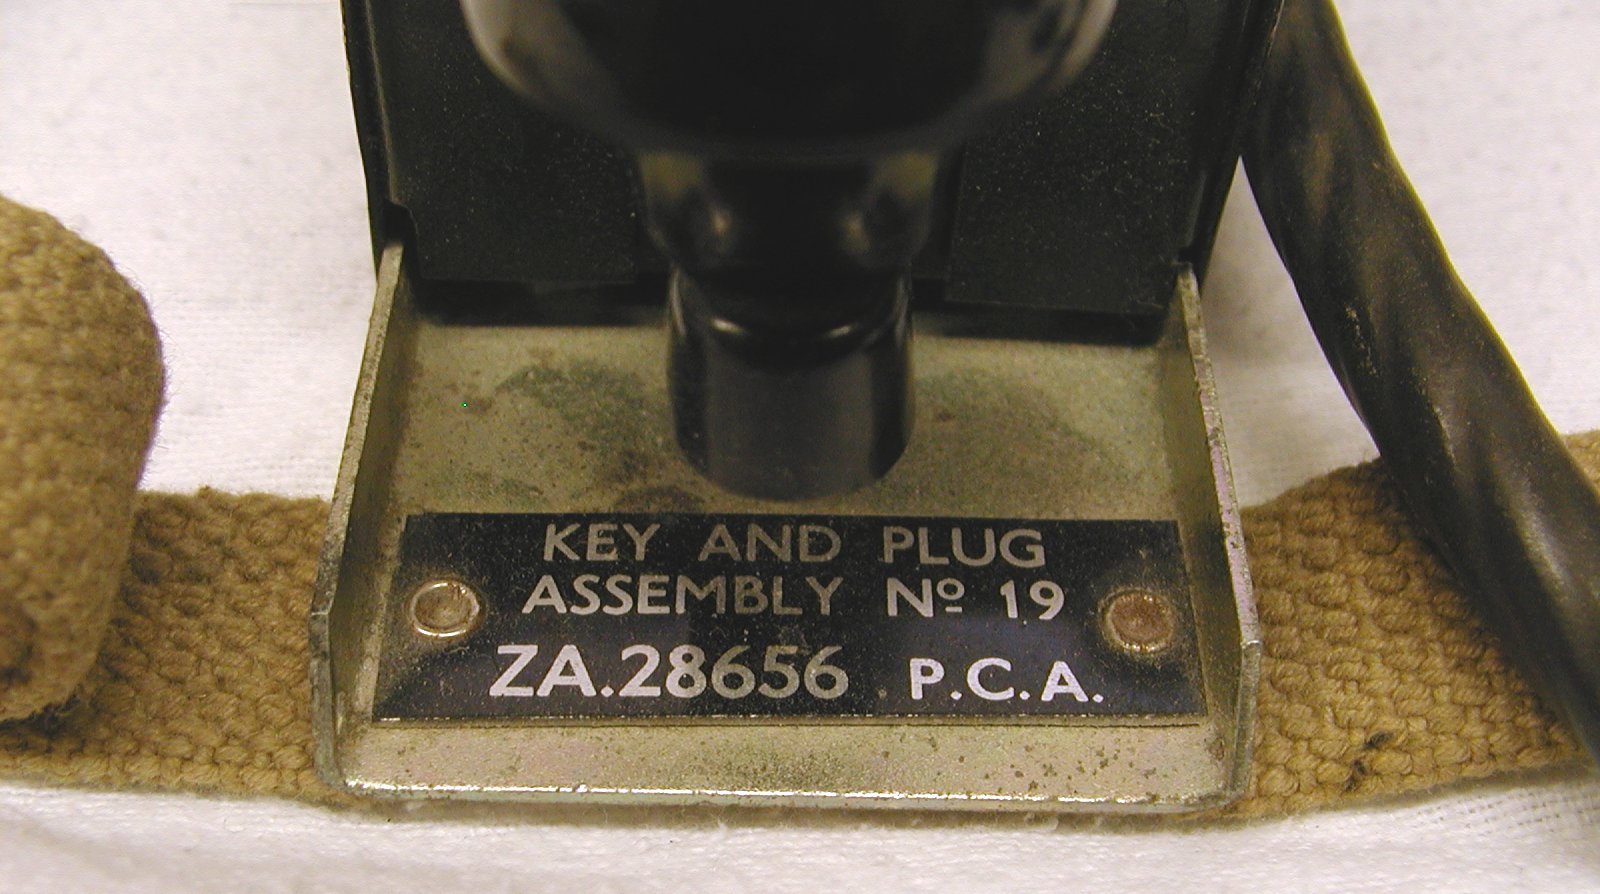 KEY AND PLUG
ASSEMBLY Nº 19
ZA.28656 P.C.A.